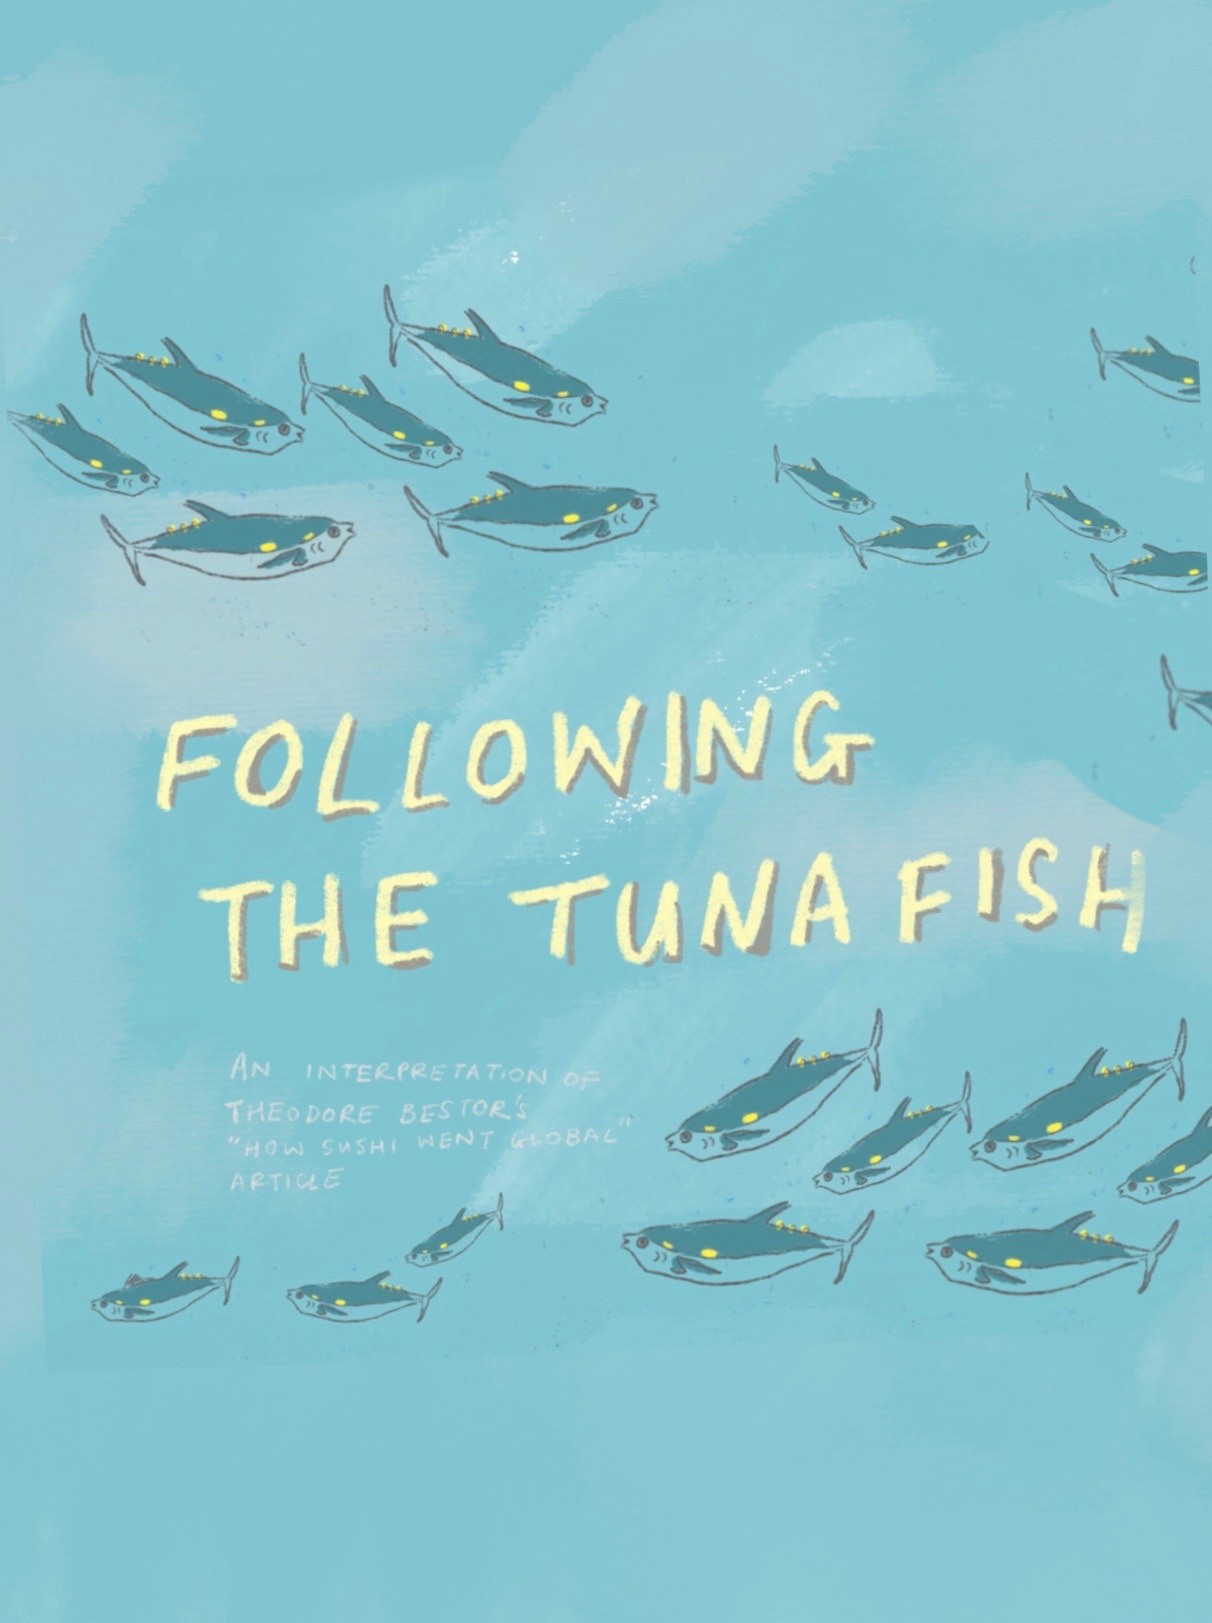 FOLLOWING
THE TUNA FISH
AN INTERPRETATION OF
THEODORE BESTOR'S
"HOW SUSHI WENT GLOBAL"
ARTICLE